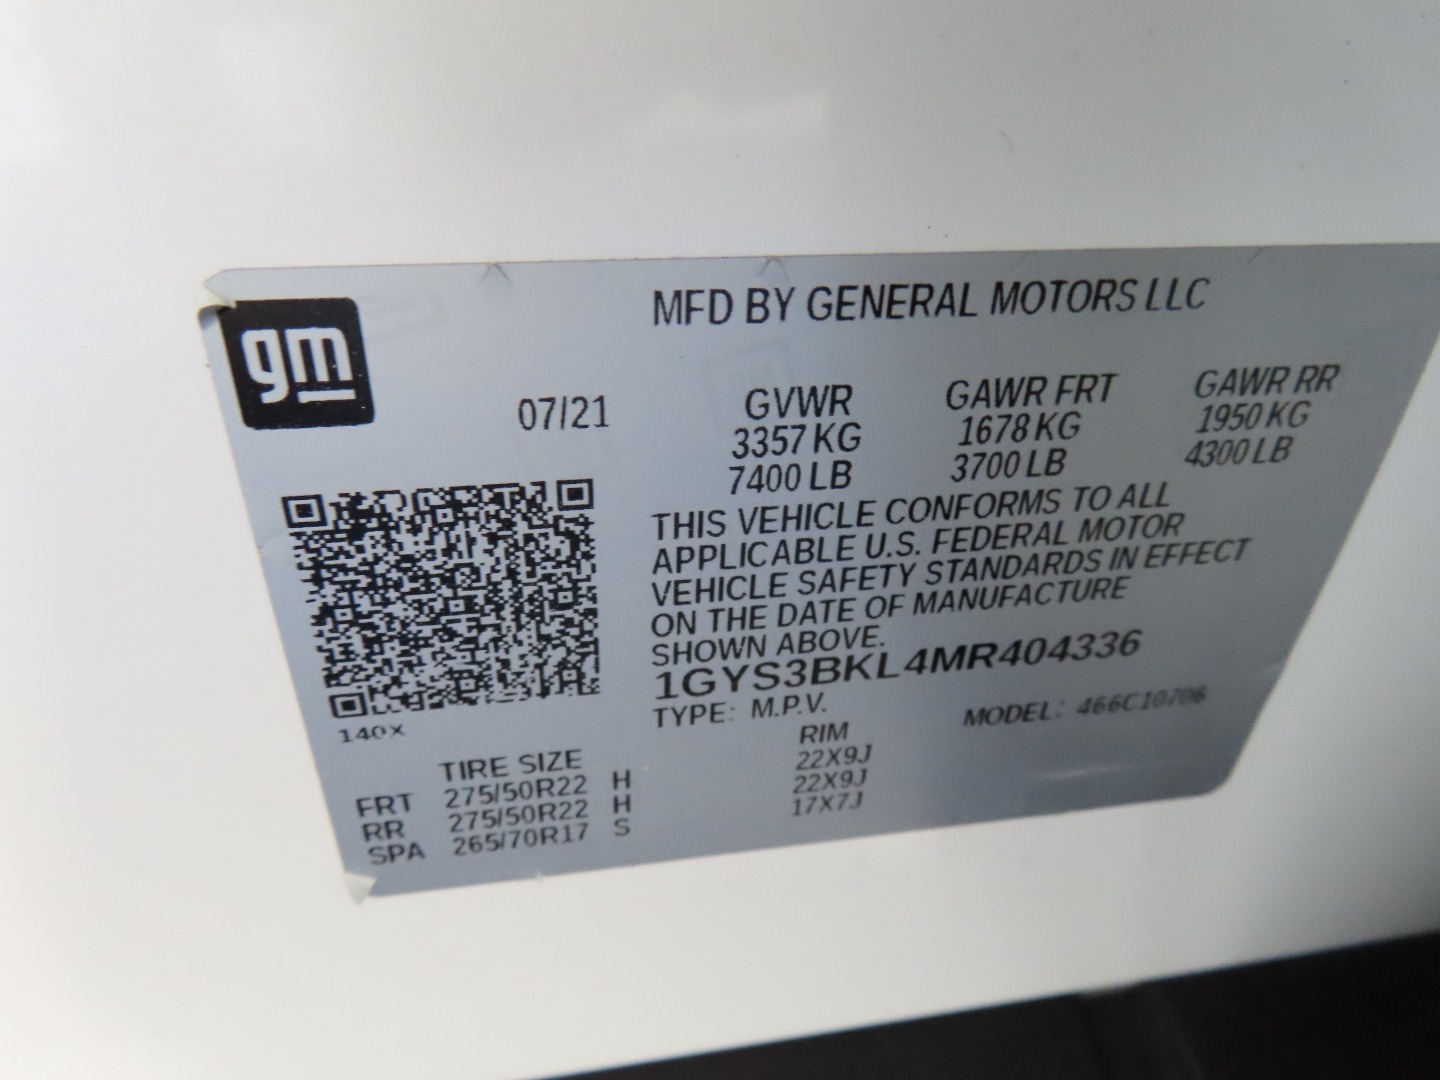 gm
MFD BY GENERAL MOTORS LLC
07/21
GVWR GAWR FRT GAWR RR
3357 KG 1678 KG 1950 KG
7400 LB 3700 LB 4300 LB
THIS VEHICLE CONFORMS TO ALL
APPLICABLE U.S. FEDERAL MOTOR
VEHICLE SAFETY STANDARDS IN EFFECT
ON THE DATE OF MANUFACTURE
SHOWN ABOVE.
1GYS3BKL4MR404336
TYPE: M.P.V. MODEL: 466C10706
140X
TIRE SIZE RIM
FRT 275/50R22 H 22X9J
RR 275/50R22 H 22X9J
SPA 265/70R17 S 17X7J